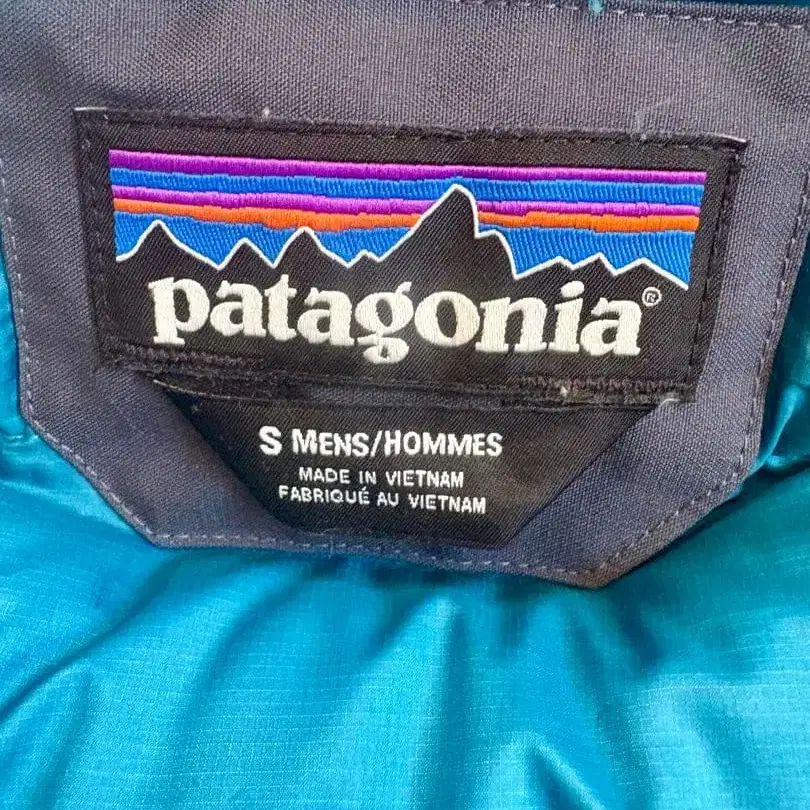 patagonia®
S MENS/HOMMES
MADE IN VIETNAM
FABRIQUÉ AU VIETNAM